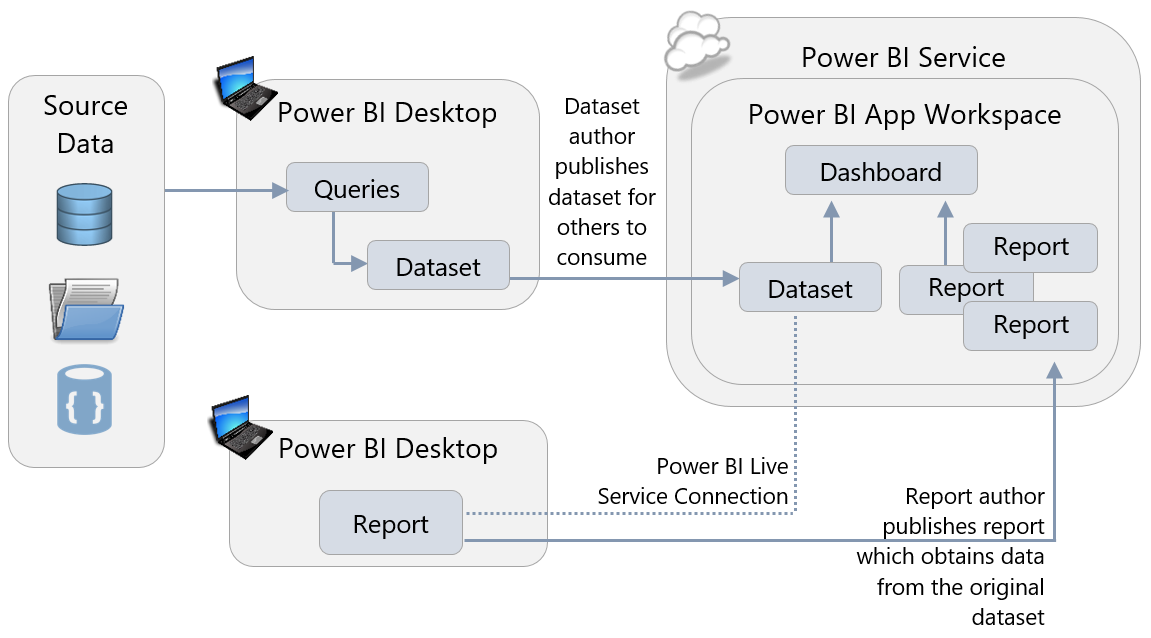 Source
Data
Power BI Desktop
Queries
Dataset
Dataset
author
publishes
dataset for
others to
consume
Power BI Service
Power BI App Workspace
Dashboard
Dataset
Report
Report
Report
Power BI Desktop
Report
Power BI Live
Service Connection
Report author
publishes report
which obtains data
from the original
dataset